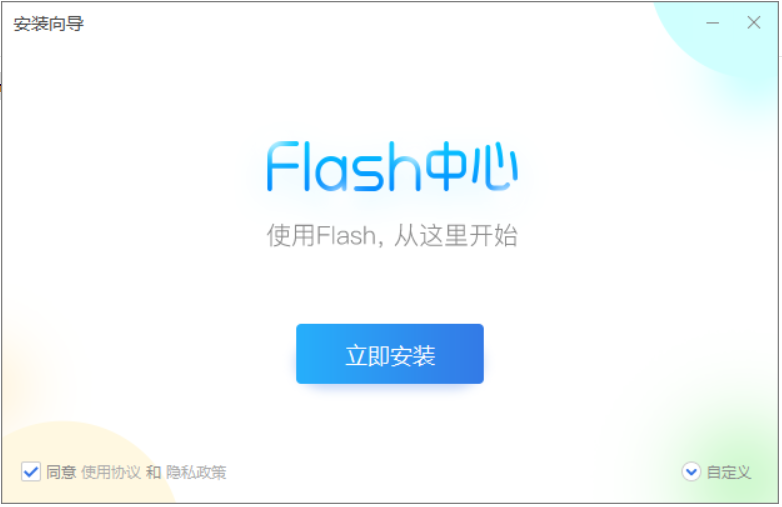 安装向导
Flash中心
使用Flash, 从这里开始
立即安装
同意 使用协议 和 隐私政策
自定义